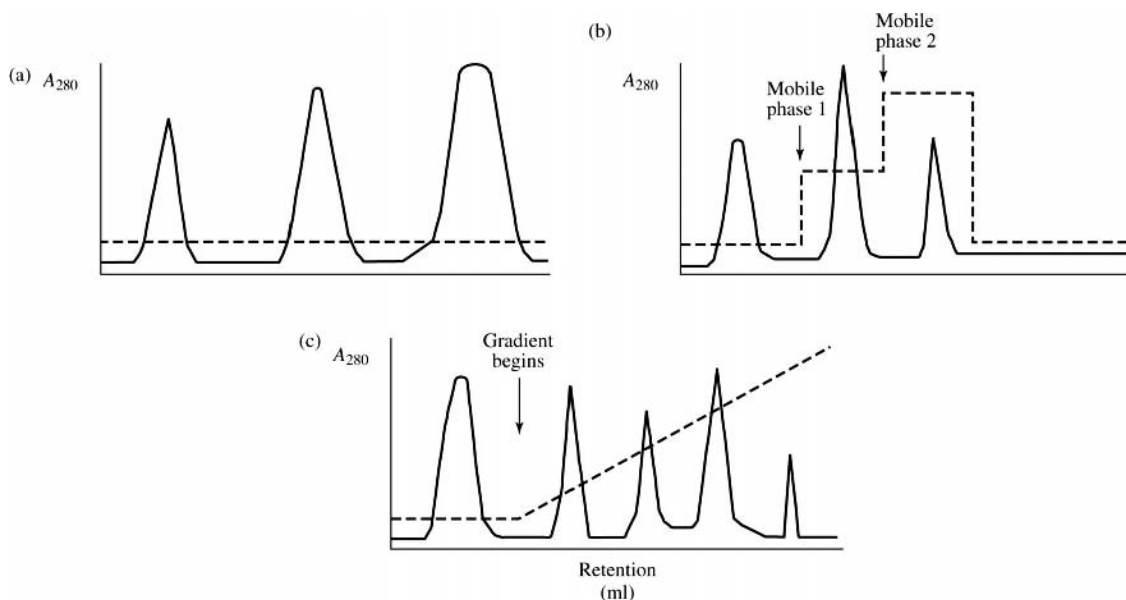 (a)
A280
(b)
A280
Mobile
phase 1
Mobile
phase 2
(c)
A280
Gradient
begins
Retention
(ml)